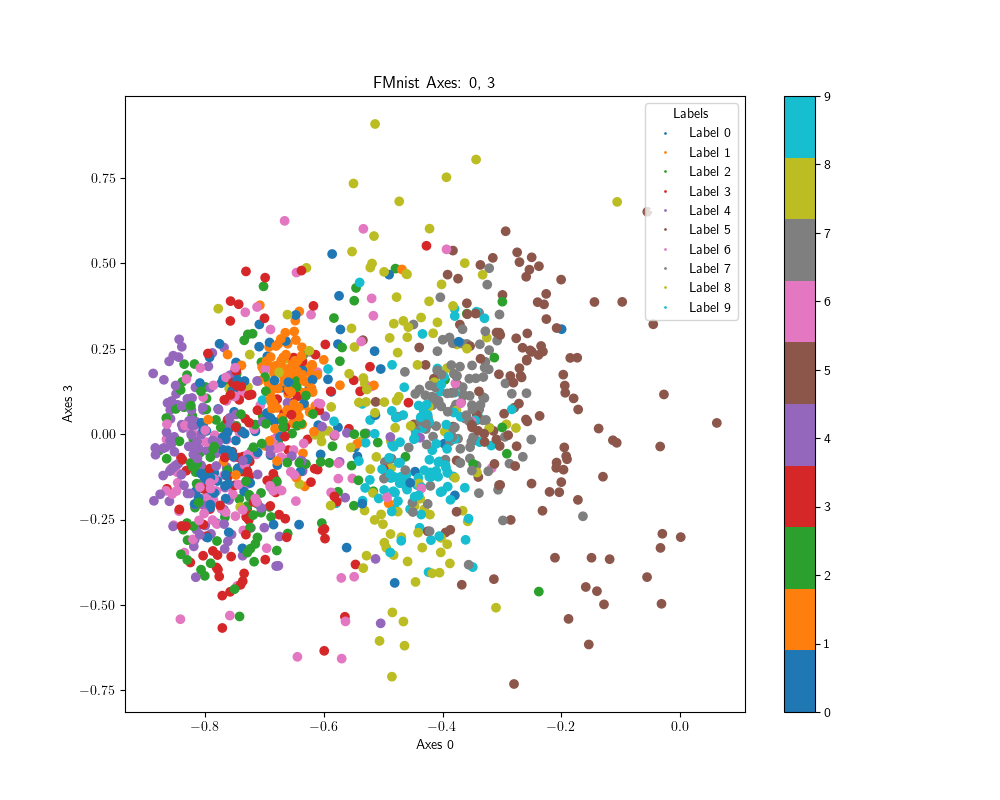 FMnist Axes: 0, 3
Axes 3
0.75
0.50
0.25
0.00
−0.25
−0.50
−0.75
−0.8
−0.6
−0.4
−0.2
0.0
Axes 0
Labels
Label 0
Label 1
Label 2
Label 3
Label 4
Label 5
Label 6
Label 7
Label 8
Label 9
9
8
7
6
5
4
3
2
1
0